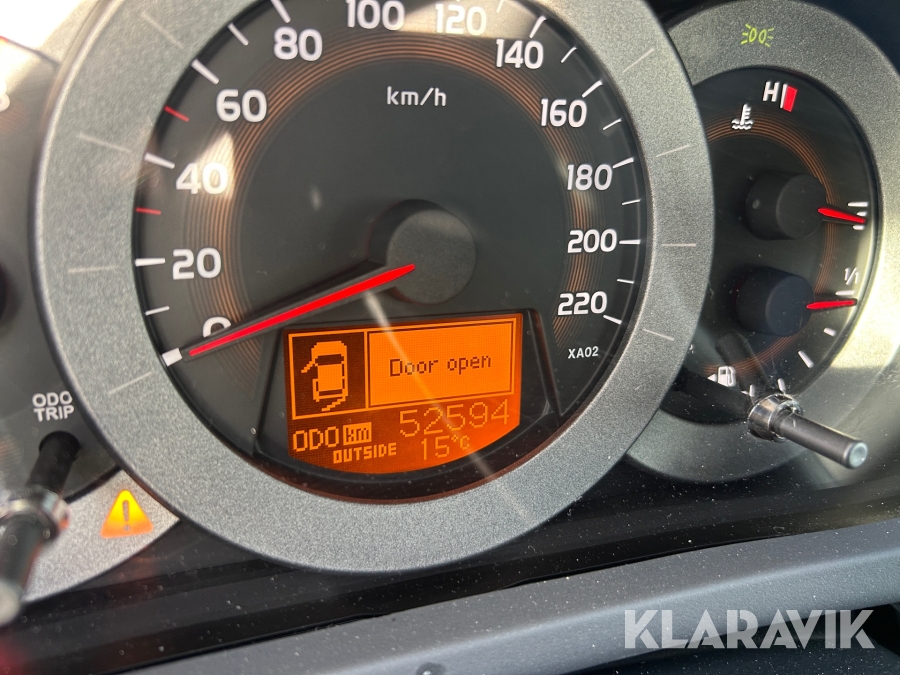 km/h
0
20
40
60
80
100
120
140
160
180
200
220
XA02
H
1/1
ODO
TRIP
Door open
ODO km 52594
OUTSIDE 15°C
KLARAVIK